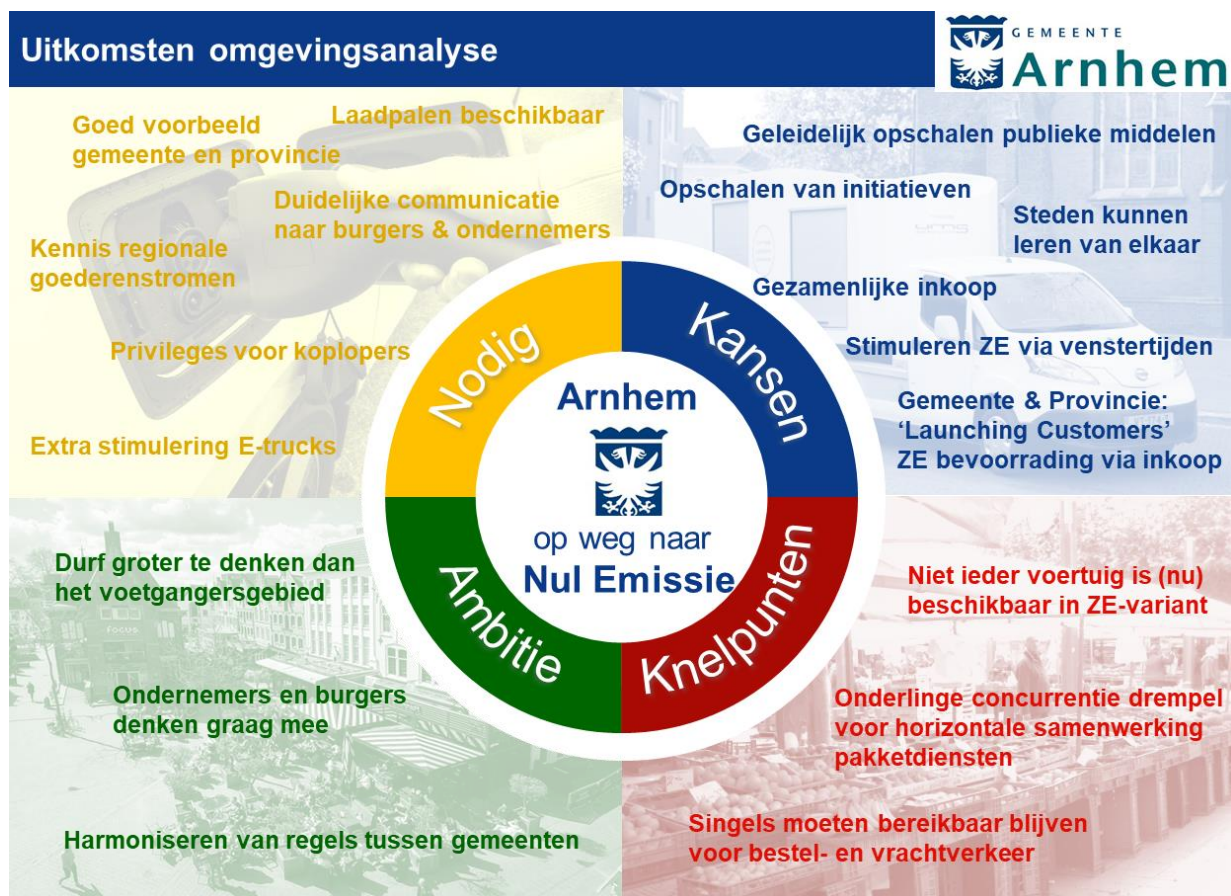 Uitkomsten omgevingsanalyse
GEMEENTE
Arnhem
Goed voorbeeld
gemeente en provincie
Laadpalen beschikbaar
Duidelijke communicatie
naar burgers & ondernemers
Kennis regionale
goederenstromen
Privileges voor koplopers
Extra stimulering E-trucks
Geleidelijk opschalen publieke middelen
Opschalen van initiatieven
Steden kunnen
leren van elkaar
Gezamenlijke inkoop
Stimuleren ZE via venstertijden
Gemeente & Provincie:
‘Launching Customers’
ZE bevoorrading via inkoop
Nodig
Kansen
Arnhem
op weg naar
Nul Emissie
Ambitie
Knelpunten
Durf groter te denken dan
het voetgangersgebied
Ondernemers en burgers
denken graag mee
Harmoniseren van regels tussen gemeenten
Niet ieder voertuig is (nu)
beschikbaar in ZE-variant
Onderlinge concurrentie drempel
voor horizontale samenwerking
pakketdiensten
Singels moeten bereikbaar blijven
voor bestel- en vrachtverkeer
FOCUS